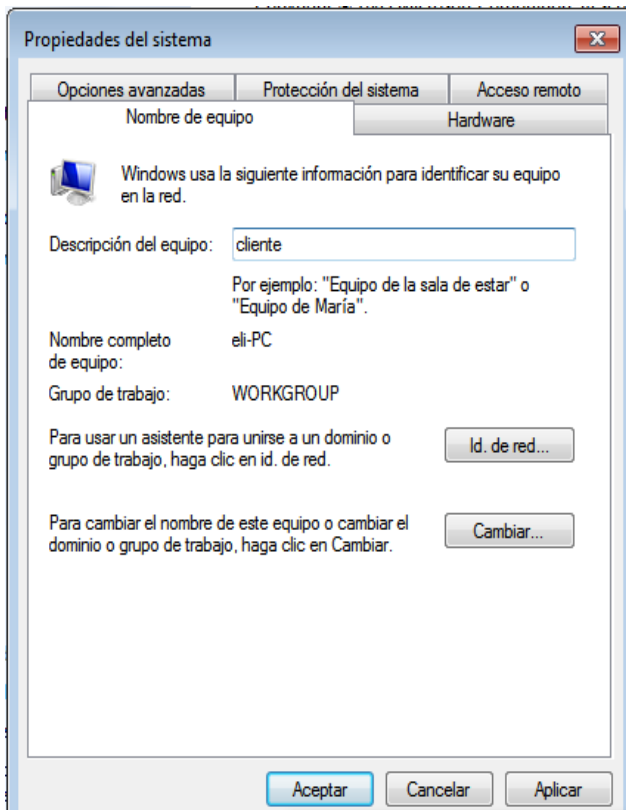 Propiedades del sistema
Opciones avanzadas
Protección del sistema
Acceso remoto
Nombre de equipo
Hardware
Windows usa la siguiente información para identificar su equipo
en la red.
Descripción del equipo:
cliente
Por ejemplo: "Equipo de la sala de estar" o
"Equipo de María".
Nombre completo
de equipo:
eli-PC
Grupo de trabajo:
WORKGROUP
Para usar un asistente para unirse a un dominio o
grupo de trabajo, haga clic en id. de red.
Id. de red...
Para cambiar el nombre de este equipo o cambiar el
dominio o grupo de trabajo, haga clic en Cambiar.
Cambiar...
Aceptar
Cancelar
Aplicar